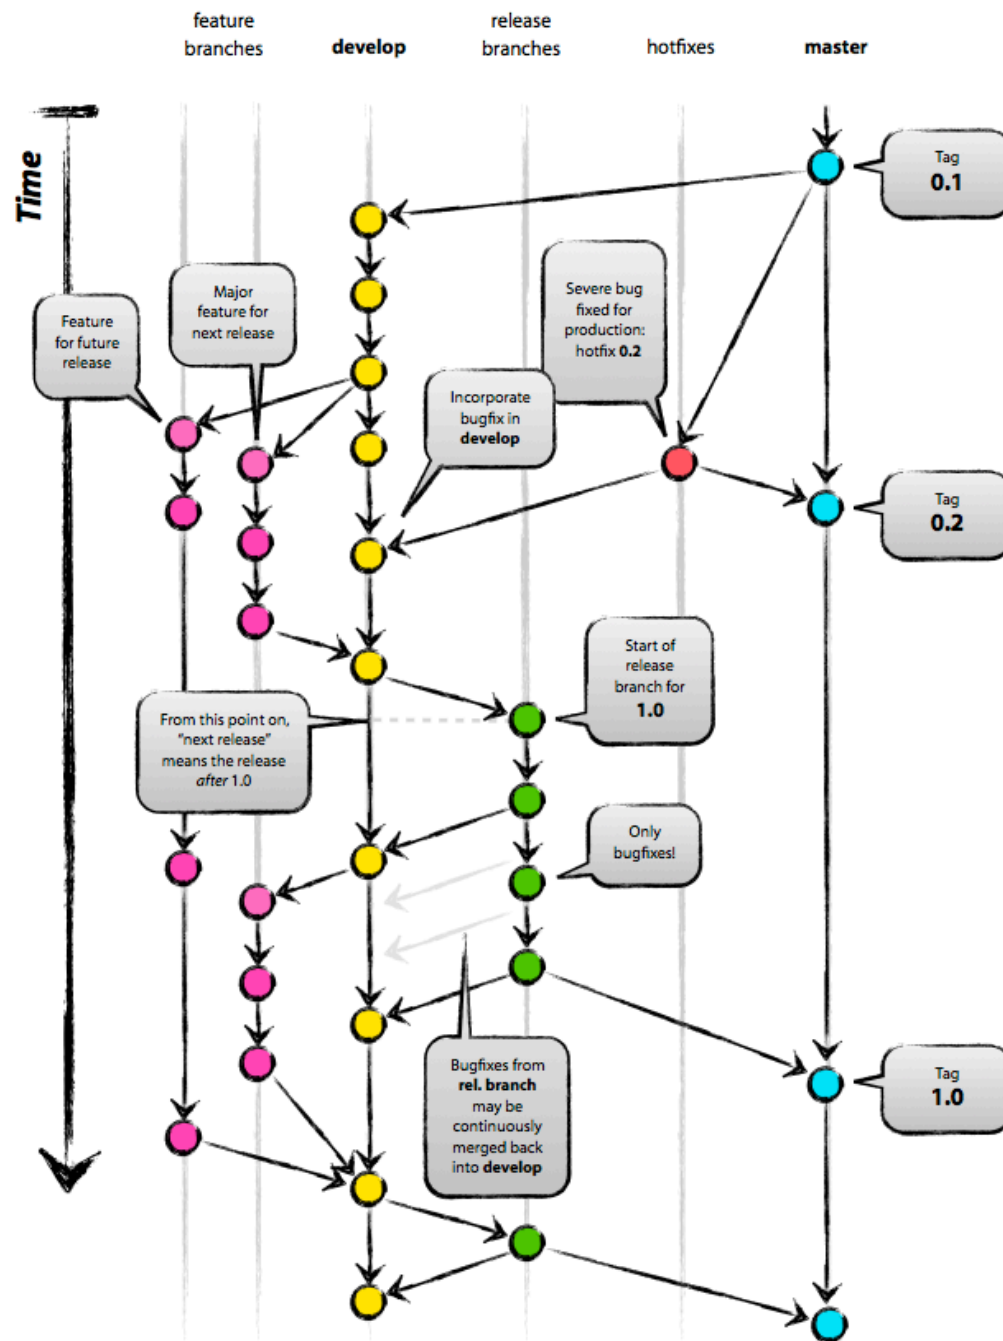 feature
branches
develop
release
branches
hotfixes
master
Time
Tag
0.1
Major
feature for
next release
Feature
for future
release
Severe bug
fixed for
production:
hotfix 0.2
Incorporate
bugfix in
develop
Tag
0.2
Start of
release
branch for
1.0
From this point on,
“next release”
means the release
after 1.0
Only
bugfixes!
Bugfixes from
rel. branch
may be
continuously
merged back
into develop
Tag
1.0